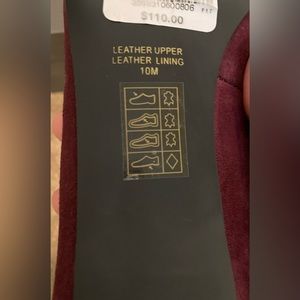 $110.00
LEATHER UPPER
LEATHER LINING
10M